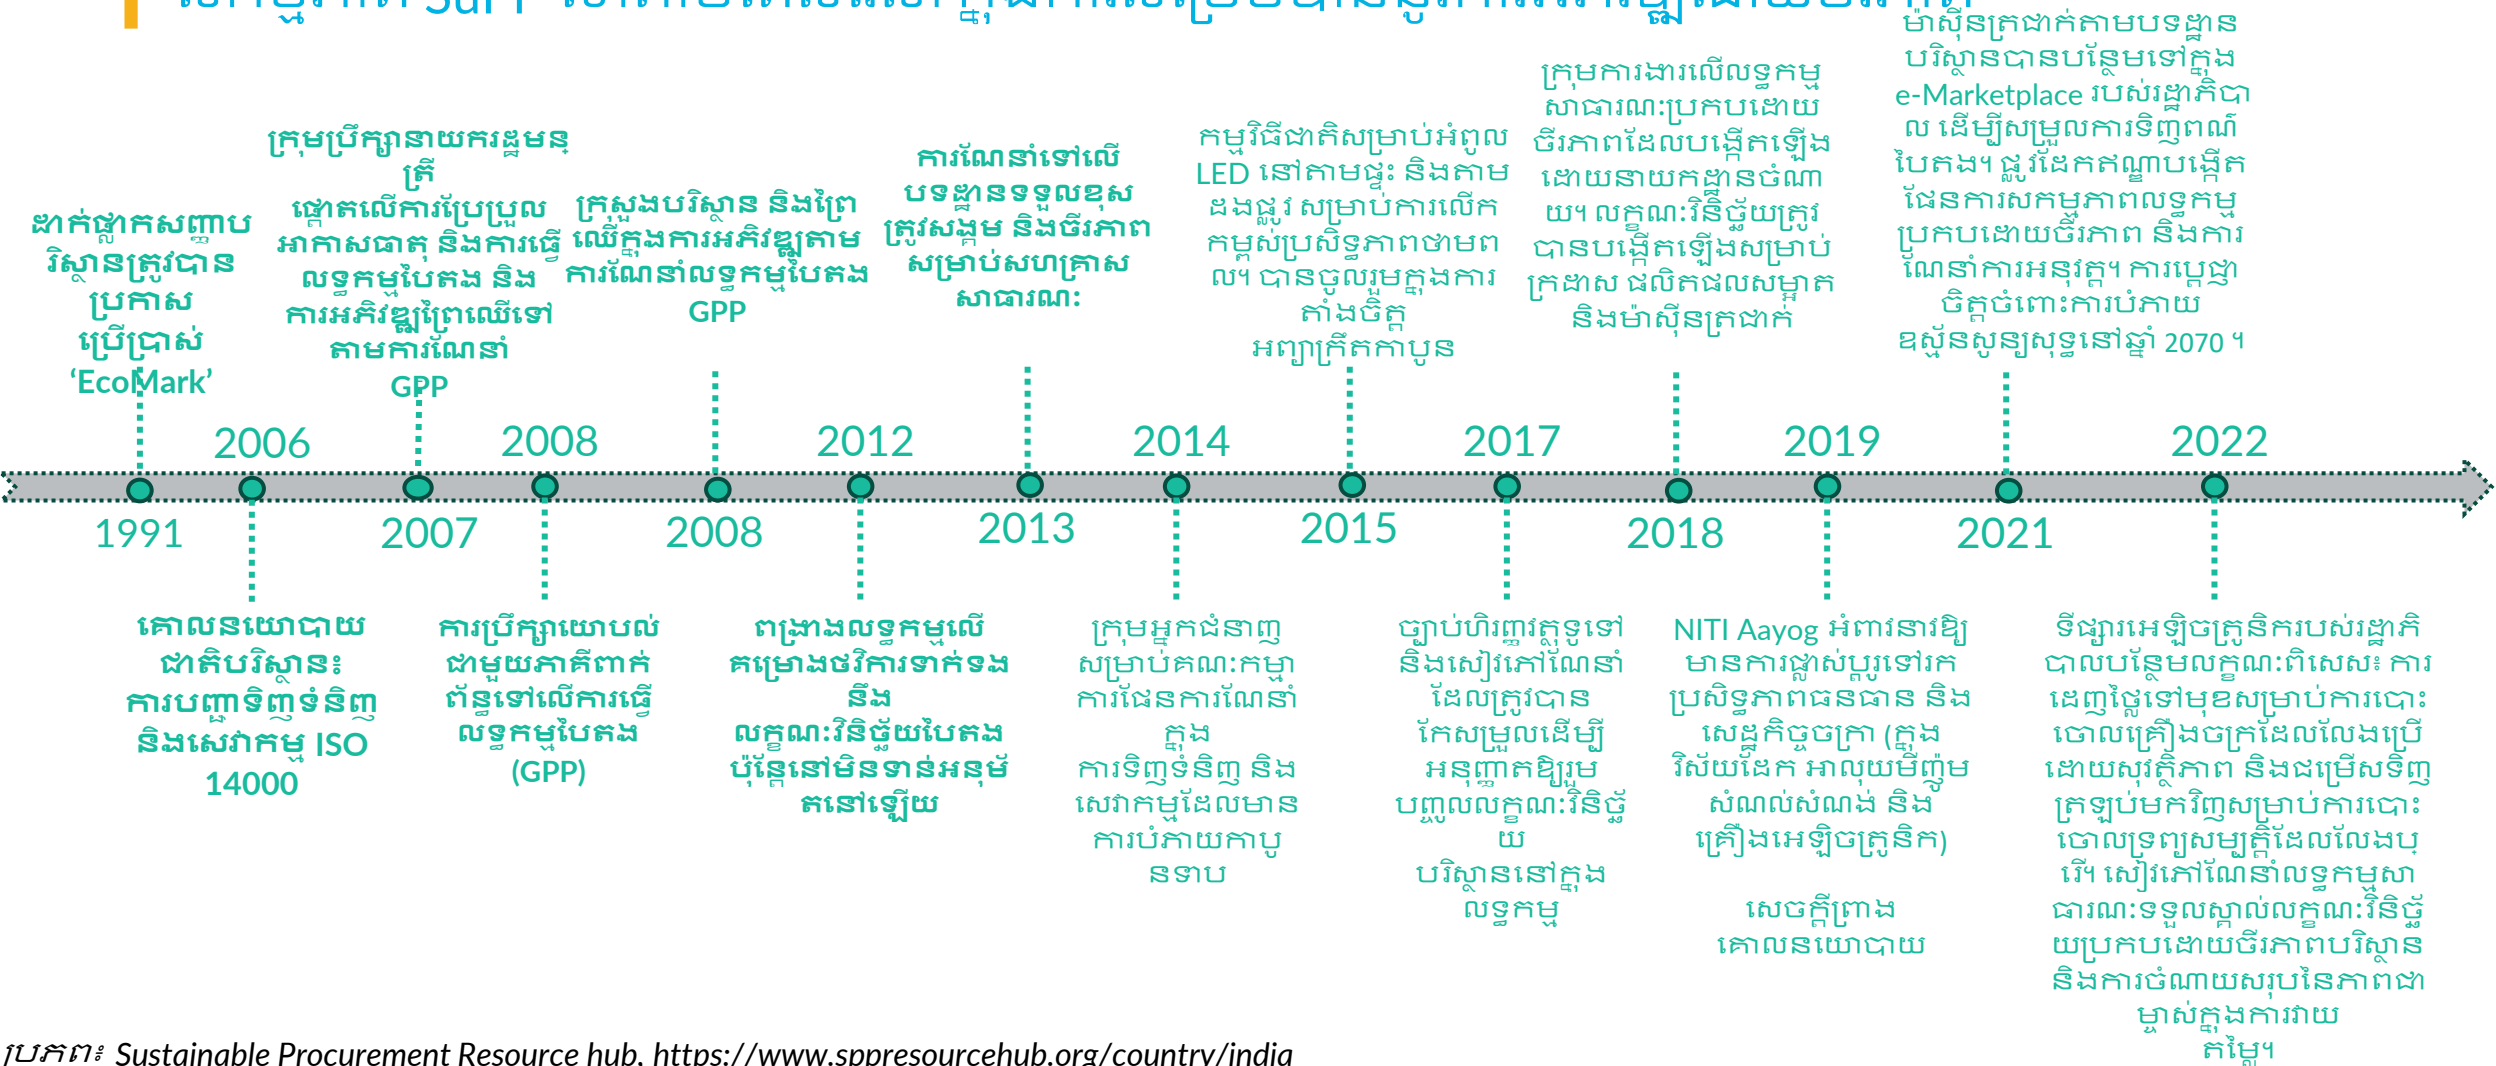 ម៉ាស៊ីនត្រជាក់តាមបទដ្ឋាន
បរិស្ថានបានបន្ថែមទៅក្នុង
e-Marketplace របស់រដ្ឋាភិបា
ល ដើម្បីសម្រួលការទិញពណ៌
បៃតង។ ផ្លូវដែកឥណ្ឌាបង្កើត
ផែនការសកម្មភាពលទ្ធកម្ម
ប្រកបដោយចីរភាព និងការ
ណែនាំការអនុវត្ត។ ការប្តេជ្ញា
ចិត្តចំពោះការបំភាយ
ឧស្ម័នសូន្យសុទ្ធនៅឆ្នាំ 2070 ។
ក្រុមការងារលើលទ្ធកម្ម
សាធារណៈប្រកបដោយ
ចីរភាពដែលបង្កើតឡើង
ដោយនាយកដ្ឋានចំណា
យ។ លក្ខណៈវិនិច្ឆ័យត្រូវ
បានបង្កើតឡើងសម្រាប់
ក្រដាស ផលិតផលសម្អាត
និងម៉ាស៊ីនត្រជាក់
កម្មវិធីជាតិសម្រាប់អំពូល
LED នៅតាមផ្ទះ និងតាម
ដងផ្លូវ សម្រាប់ការលើក
កម្ពស់ប្រសិទ្ធភាពថាមព
ល។ បានចូលរួមក្នុងការ
តាំងចិត្ត
អព្យាក្រឹតកាបូន
ការណែនាំទៅលើ
បទដ្ឋានទទួលខុស
ត្រូវសង្គម និងចីរភាព
សម្រាប់សហគ្រាស
សាធារណៈ
ក្រសួងបរិស្ថាន និងព្រៃ
ឈើក្នុងការអភិវឌ្ឍតាម
ការណែនាំលទ្ធកម្មបៃតង
GPP
ក្រុមប្រឹក្សានាយករដ្ឋមន្
ត្រី
ផ្តោតលើការប្រែប្រួល
អាកាសធាតុ និងការធ្វើ
លទ្ធកម្មបៃតង និង
ការអភិវឌ្ឍព្រៃឈើទៅ
តាមការណែនាំ
GPP
ដាក់ផ្លាកសញ្ញាប
រិស្ថានត្រូវបាន
ប្រកាស
ប្រើប្រាស់
‘EcoMark’
2006
2008
2012
2014
2017
2019
2022
1991
2007
2008
2013
2015
2018
2021
គោលនយោបាយ
ជាតិបរិស្ថាន៖
ការបញ្ជាទិញទំនិញ
និងសេវាកម្ម ISO
14000
ការប្រឹក្សាយោបល់
ជាមួយភាគីពាក់
ព័ន្ធទៅលើការធ្វើ
លទ្ធកម្មបៃតង
(GPP)
ពង្រាងលទ្ធកម្មលើ
គម្រោងថវិការទាក់ទង
នឹង
លក្ខណៈវិនិច្ឆ័យបៃតង
ប៉ុន្តែនៅមិនទាន់អនុម័
តនៅឡើយ
ក្រុមអ្នកជំនាញ
សម្រាប់គណៈកម្មា
ការផែនការណែនាំ
ក្នុង
ការទិញទំនិញ និង
សេវាកម្មដែលមាន
ការបំភាយកាបូ
នទាប
ច្បាប់ហិរញ្ញវត្ថុទូទៅ
និងសៀវភៅណែនាំ
ដែលត្រូវបាន
កែសម្រួលដើម្បី
អនុញ្ញាតឱ្យរួម
បញ្ចូលលក្ខណៈវិនិច្ឆ័
យ
បរិស្ថាននៅក្នុង
លទ្ធកម្ម
NITI Aayog អំពាវនាវឱ្យ
មានការផ្លាស់ប្តូរទៅរក
ប្រសិទ្ធភាពធនធាន និង
សេដ្ឋកិច្ចចក្រា (ក្នុង
វិស័យដែក អាលុយមីញ៉ូម
សំណល់សំណង់ និង
គ្រឿងអេឡិចត្រូនិក)
សេចក្តីព្រាង
គោលនយោបាយ
ទីផ្សារអេឡិចត្រូនិករបស់រដ្ឋាភិ
បាលបន្ថែមលក្ខណៈពិសេស៖ ការ
ដេញថ្លៃទៅមុខសម្រាប់ការបោះ
ចោលគ្រឿងចក្រដែលលែងប្រើ
ដោយសុវត្ថិភាព និងជម្រើសទិញ
ត្រឡប់មកវិញសម្រាប់ការបោះ
ចោលទ្រព្យសម្បត្តិដែលលែងប្
រើ។ សៀវភៅណែនាំលទ្ធកម្មសា
ធារណៈទទួលស្គាល់លក្ខណៈវិនិច្ឆ័
យប្រកបដោយចីរភាពបរិស្ថាន
និងការចំណាយសរុបនៃភាពជា
ម្ចាស់ក្នុងការវាយ
តម្លៃ។
ប្រភព៖ Sustainable Procurement Resource hub, https://www.sppresourcehub.org/country/india